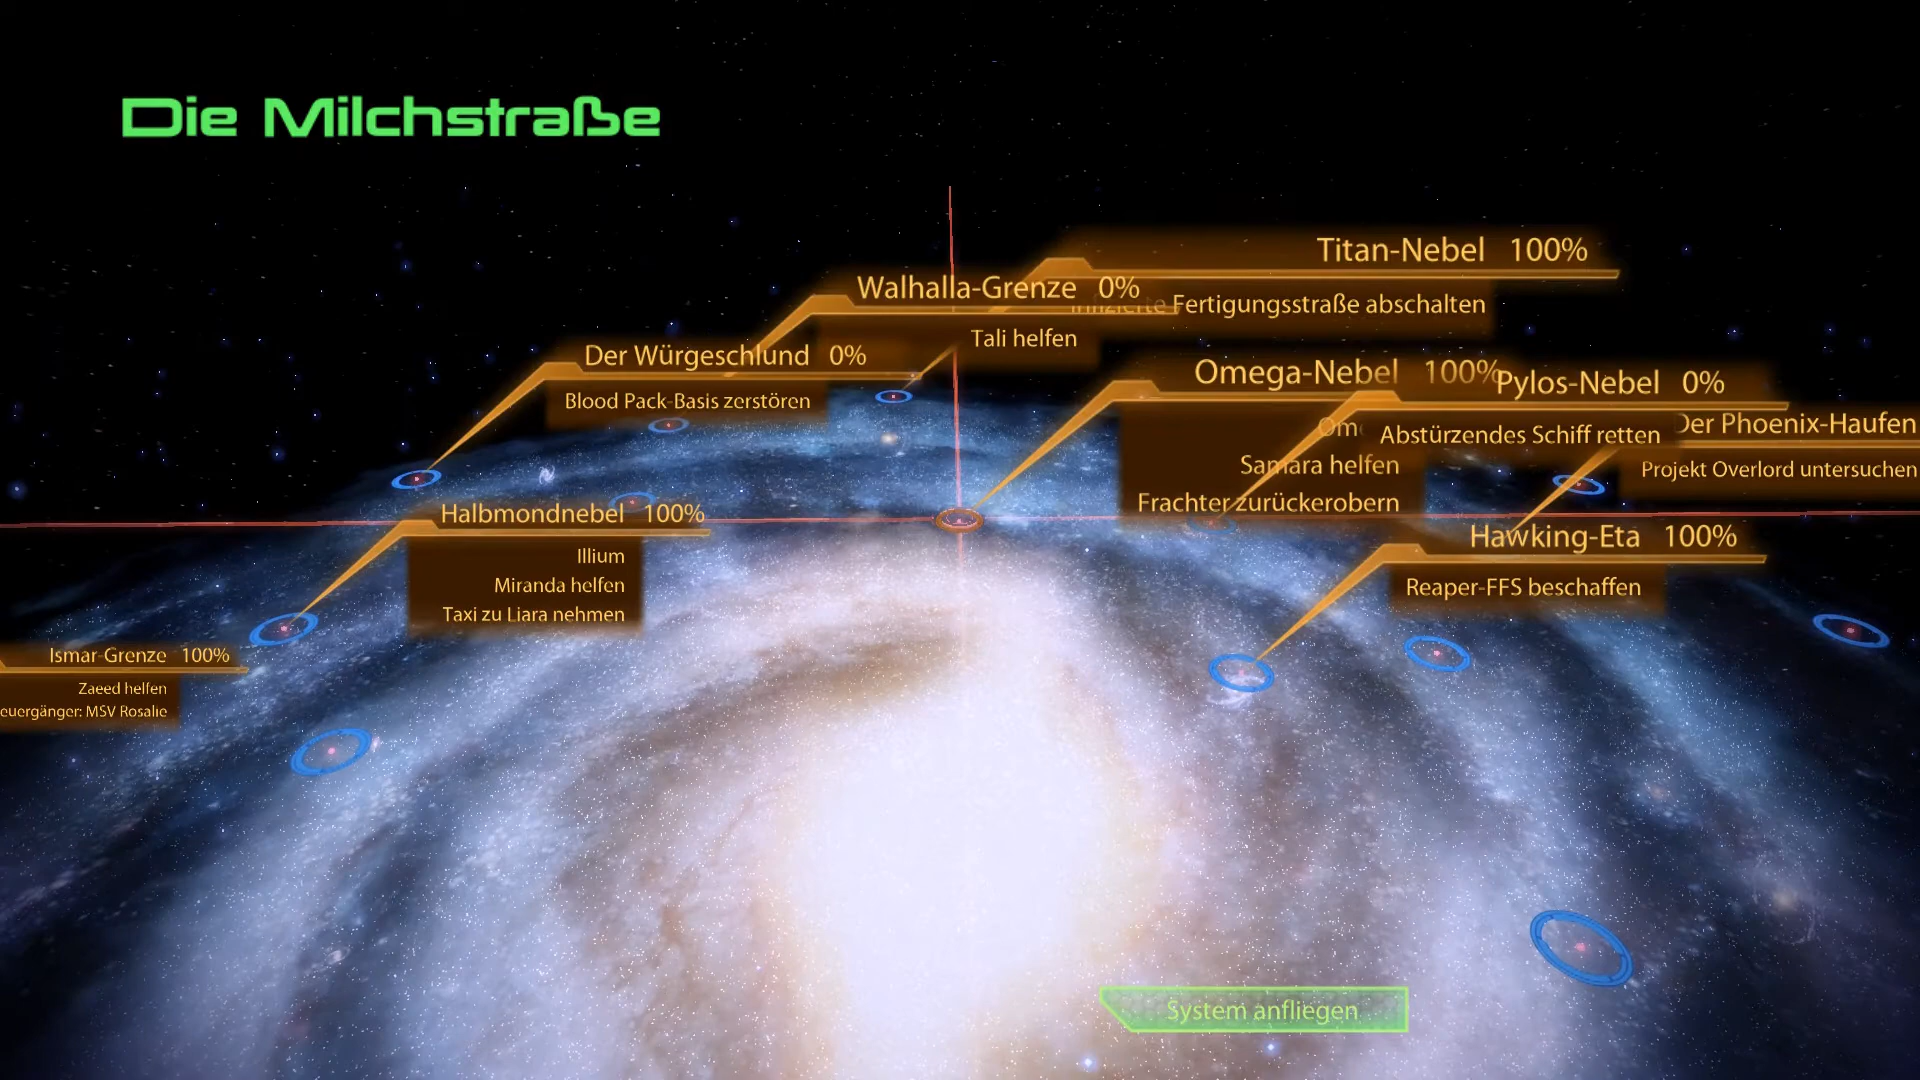 Die Milchstraße
Titan-Nebel 100%
Fertigungsstraße abschalten
Walhalla-Grenze 0%
Tali helfen
Der Würgeschlund 0%
Blood Pack-Basis zerstören
Omega-Nebel 100%
Samara helfen
Frachter zurückerobern
Pylos-Nebel 0%
Abstürzendes Schiff retten
Der Phoenix-Haufen
Projekt Overlord untersuchen
Halbmondnebel 100%
Illium
Miranda helfen
Taxi zu Liara nehmen
Hawking-Eta 100%
Reaper-FFS beschaffen
Ismar-Grenze 100%
Zaeed helfen
euergänger: MSV Rosalie
System anfliegen